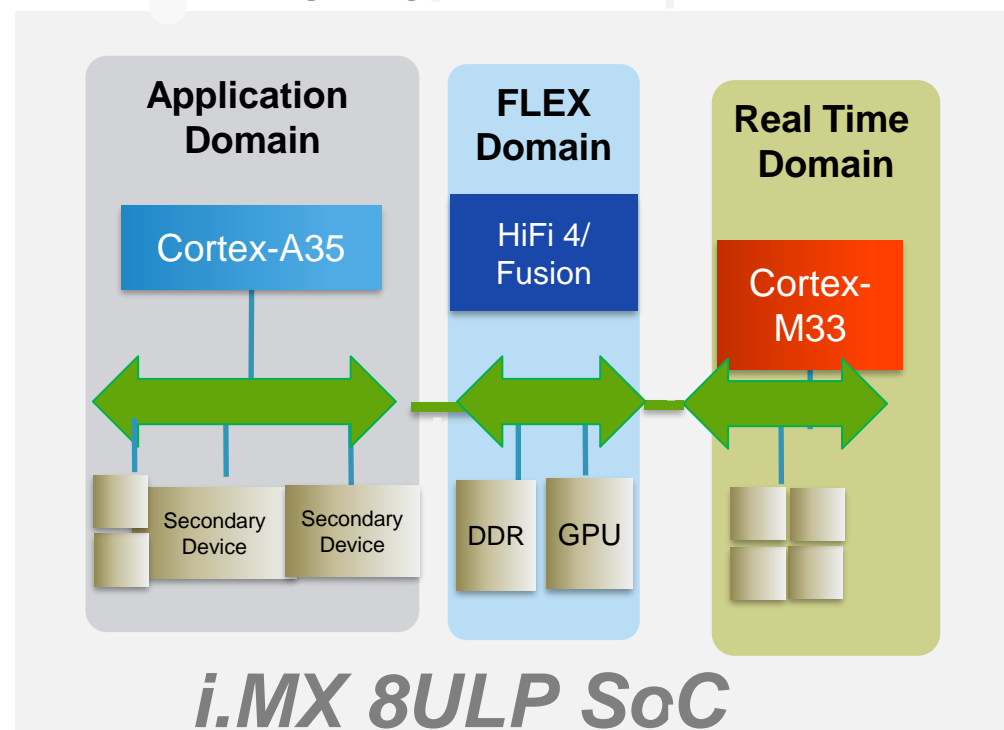 Application
Domain
FLEX
Domain
Real Time
Domain
Cortex-A35
HiFi 4/
Fusion
Cortex-
M33
Secondary
Device
Secondary
Device
DDR
GPU
i.MX 8ULP SoC